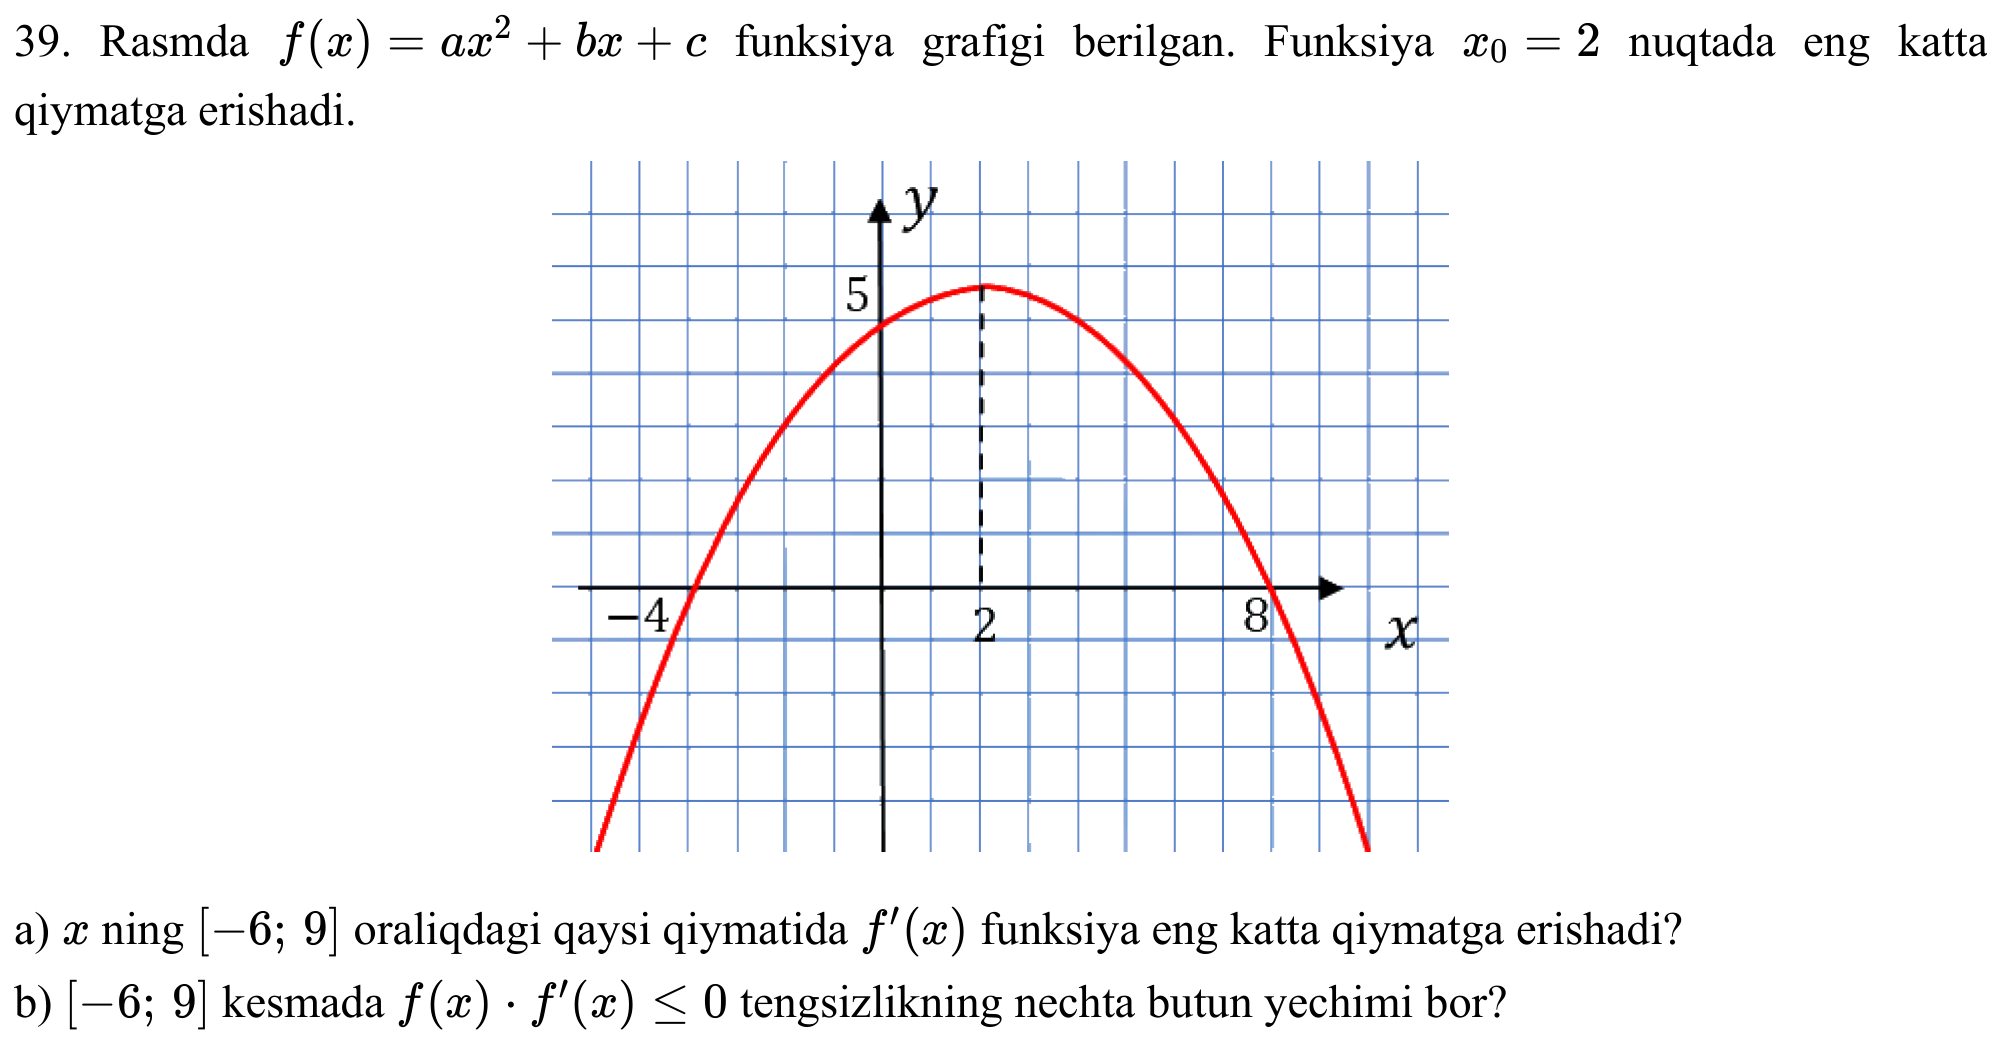 39. Rasmda f(x) = ax² + bx + c funksiya grafigi berilgan. Funksiya x₀ = 2 nuqtada eng katta
qiymatga erishadi.
y
5
−4
2
8
x
a) x ning [−6; 9] oraliqdagi qaysi qiymatida f′(x) funksiya eng katta qiymatga erishadi?
b) [−6; 9] kesmada f(x) · f′(x) ≤ 0 tengsizlikning nechta butun yechimi bor?